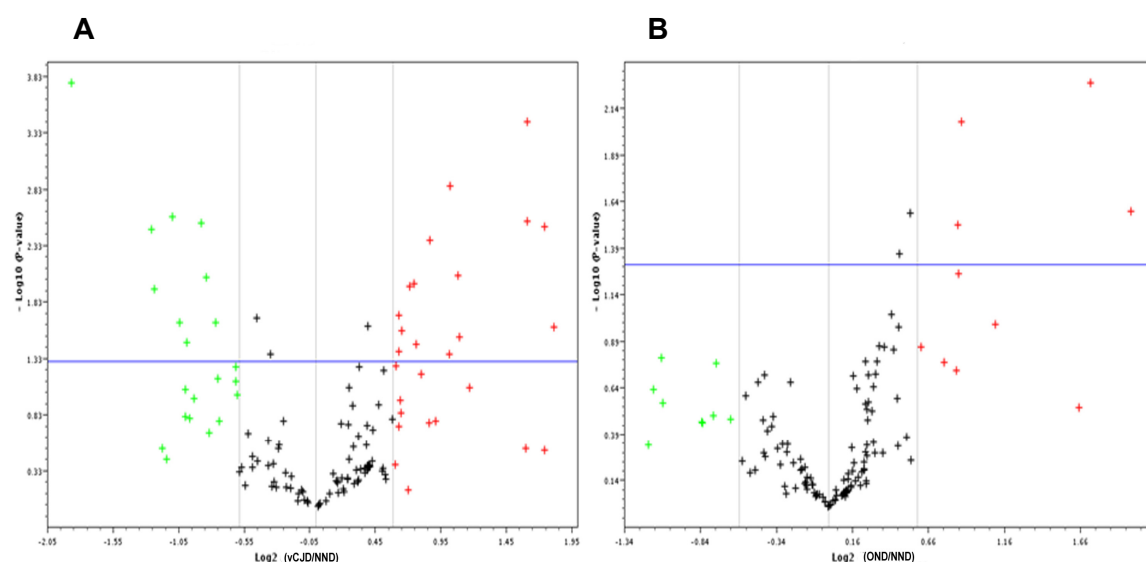 A
B
- Log10 (P-value)
3.83
3.33
2.83
2.33
1.83
1.33
0.83
0.33
-2.05 -1.55 -1.05 -0.55 -0.05 0.45 0.95 1.45 1.95
Log2 (vCJD/NND)
- Log10 (P-value)
2.14
1.89
1.64
1.39
1.14
0.89
0.64
0.39
0.14
-1.34 -0.84 -0.34 0.16 0.66 1.16 1.66
Log2 (OND/NND)